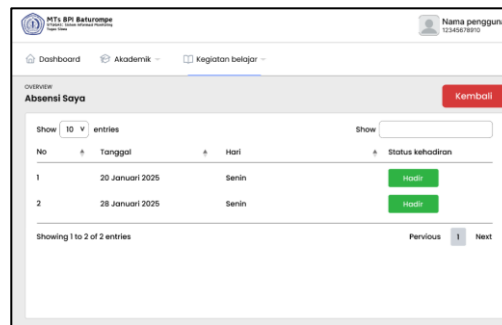 MTs BPI Baturompe
Nama pengguna
12345678910
Dashboard Akademik Kegiatan belajar
OVERVIEW
Absensi Saya
Kembali
Show 10 entries Show
No Tanggal Hari Status kehadiran
1 20 Januari 2025 Senin Hadir
2 28 Januari 2025 Senin Hadir
Showing 1 to 2 of 2 entries
Pervious 1 Next